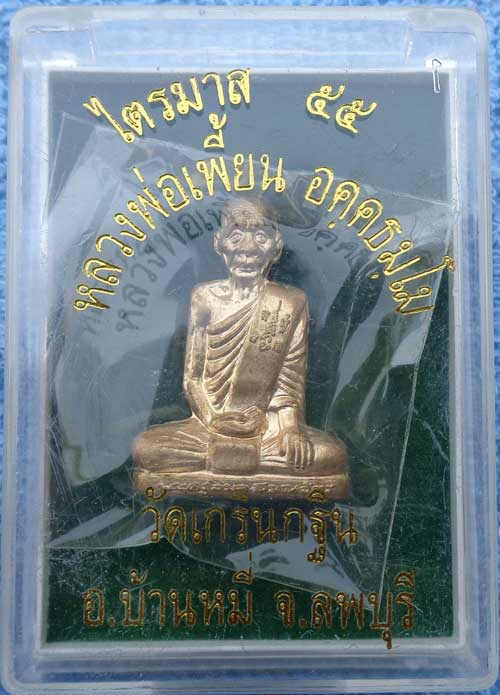 ไตรมาส ๕๕
หลวงพ่อเพี้ยน อคฺคธมฺโม
วัดเกริ่นกฐิน
อ.บ้านหมี่ จ.ลพบุรี